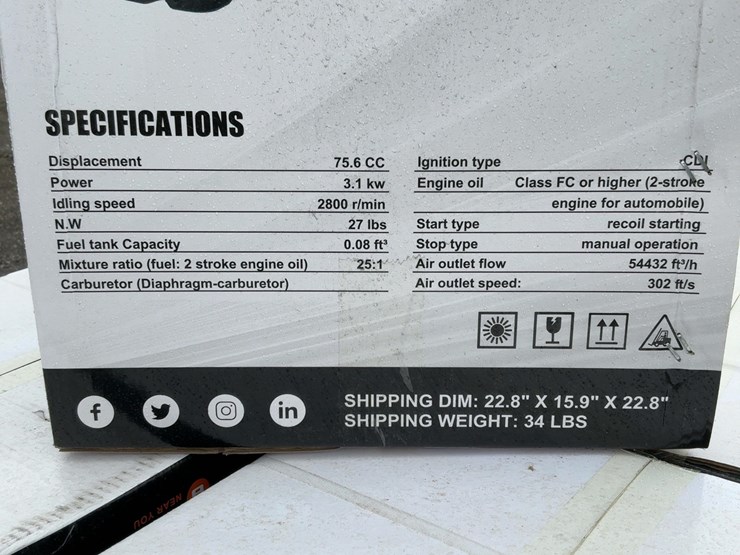 SPECIFICATIONS
Displacement 75.6 CC
Power 3.1 kw
Idling speed 2800 r/min
N.W 27 lbs
Fuel tank Capacity 0.08 ft³
Mixture ratio (fuel: 2 stroke engine oil) 25:1
Carburetor (Diaphragm-carburetor)
Ignition type CDI
Engine oil Class FC or higher (2-stroke
engine for automobile)
Start type recoil starting
Stop type manual operation
Air outlet flow 54432 ft³/h
Air outlet speed: 302 ft/s
f in
SHIPPING DIM: 22.8" X 15.9" X 22.8"
SHIPPING WEIGHT: 34 LBS
NEAR YOU